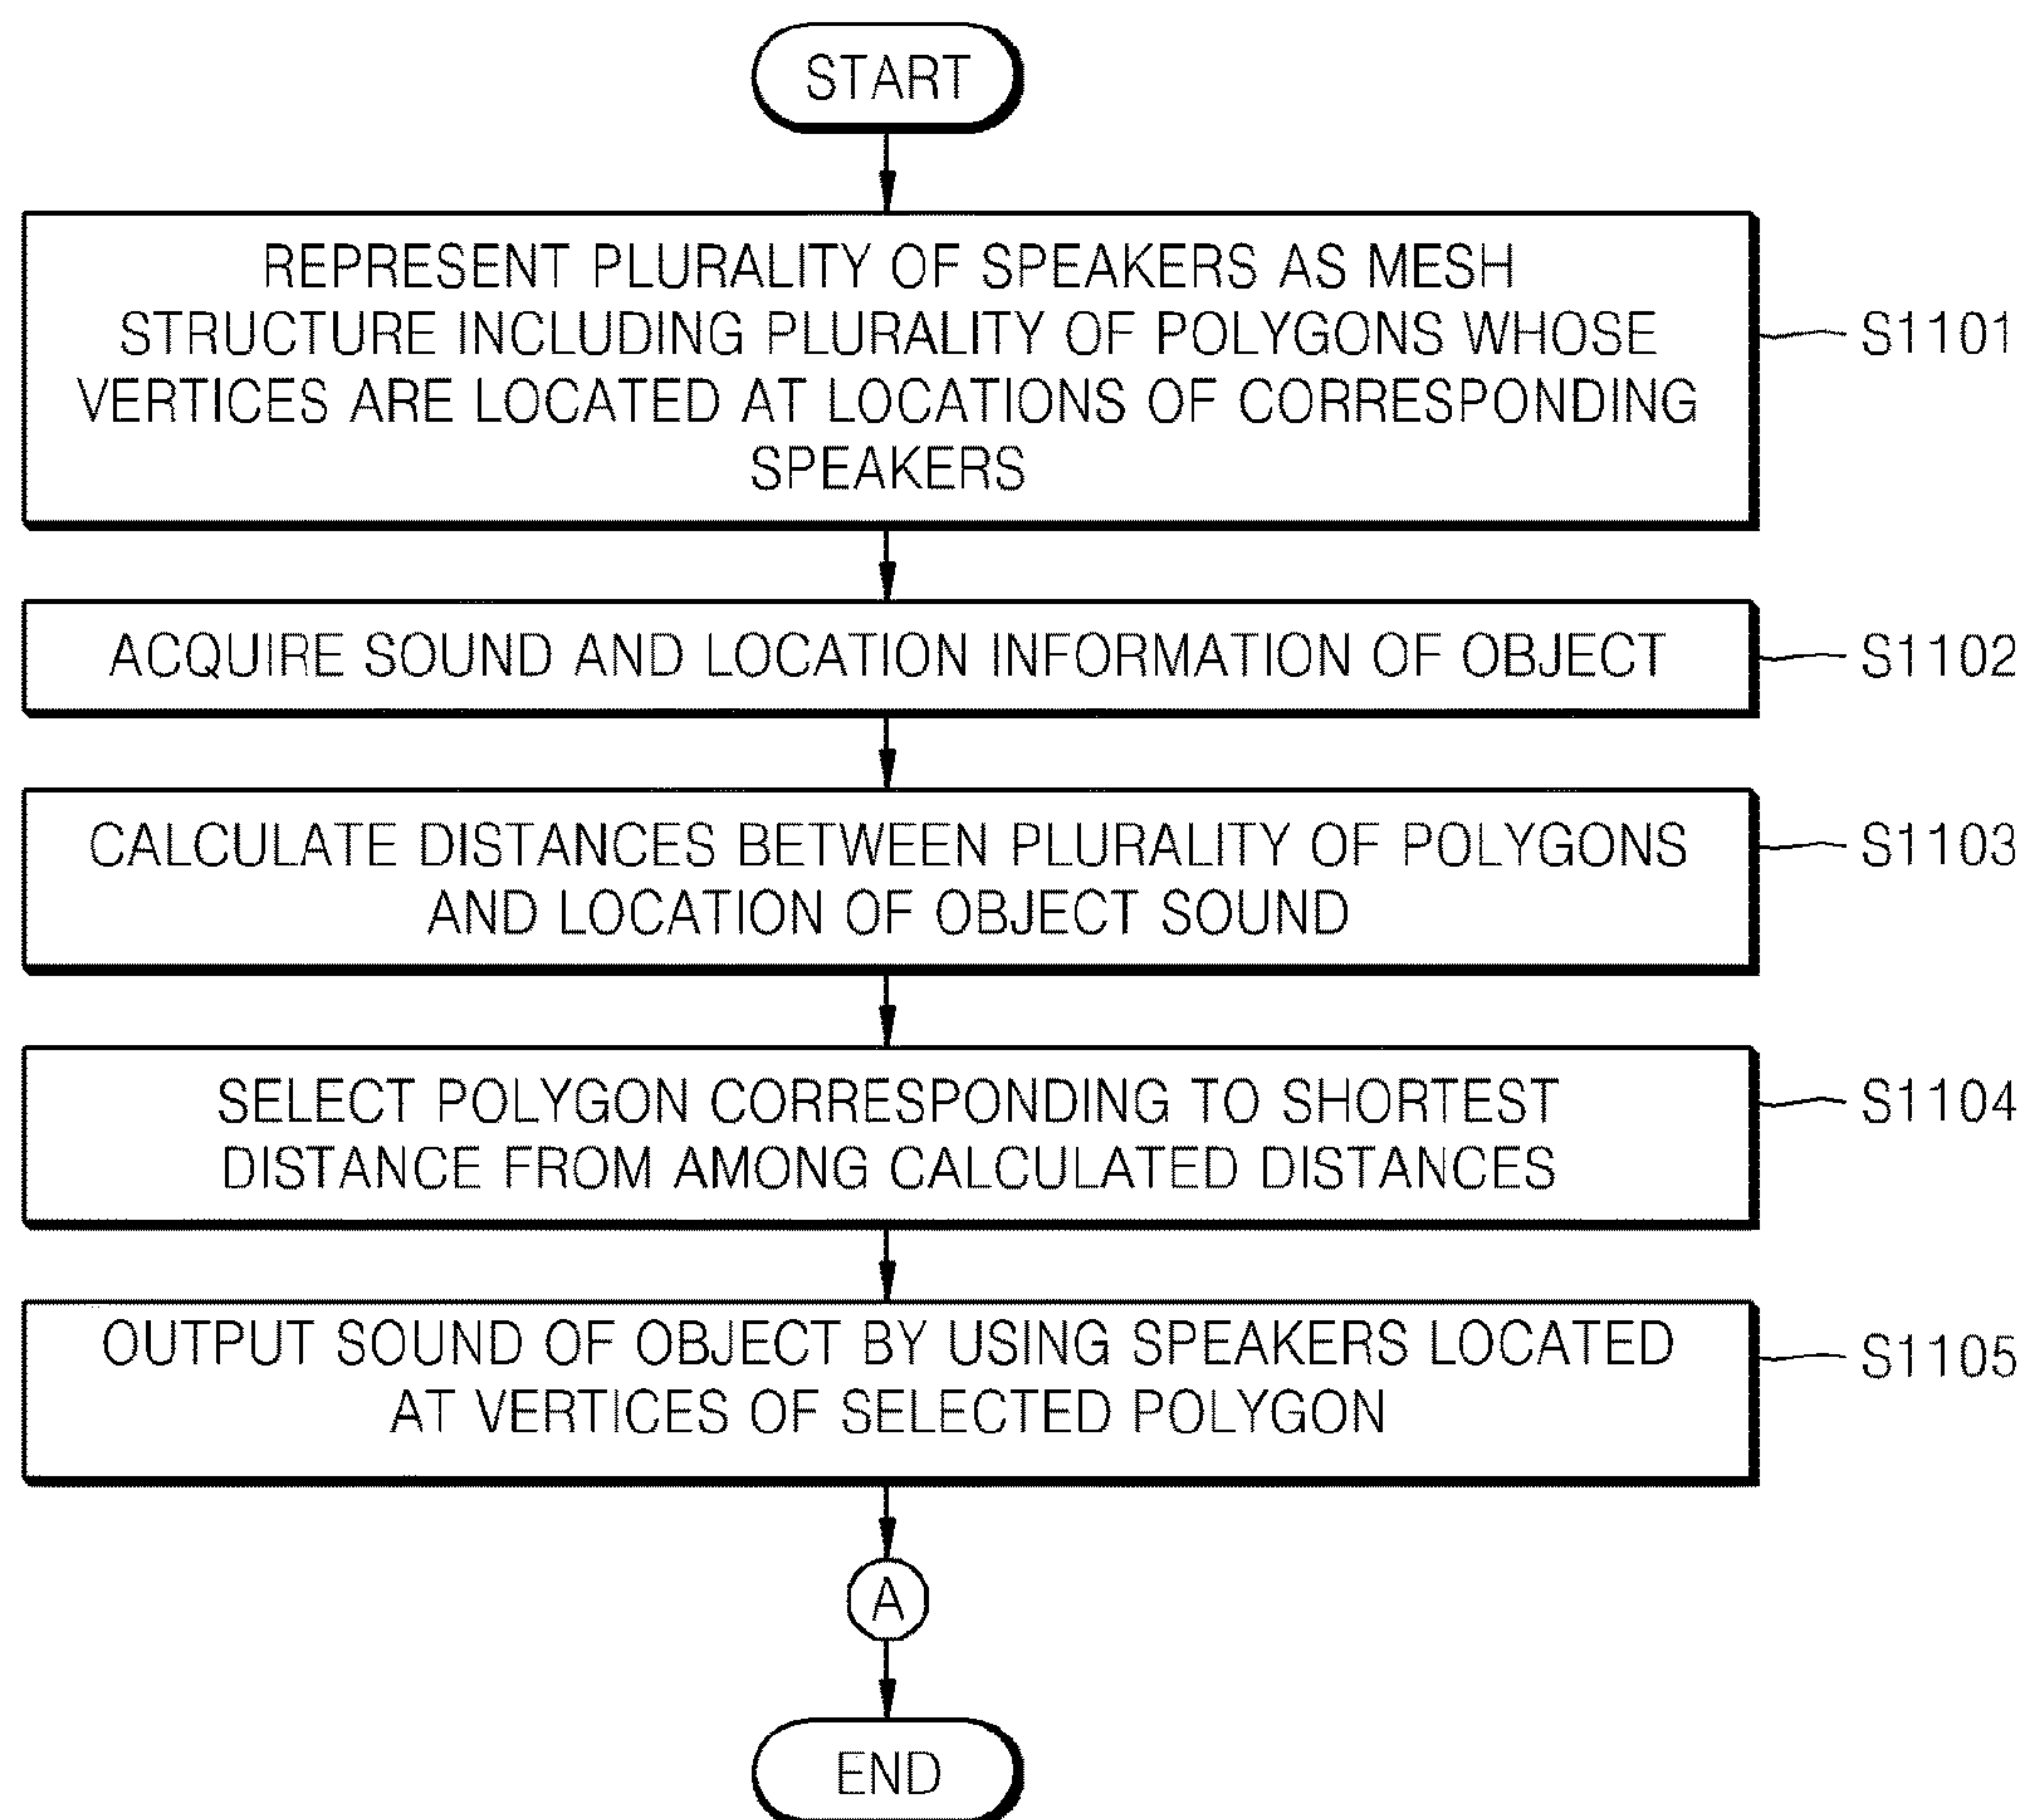 START
REPRESENT PLURALITY OF SPEAKERS AS MESH
STRUCTURE INCLUDING PLURALITY OF POLYGONS WHOSE
VERTICES ARE LOCATED AT LOCATIONS OF CORRESPONDING
SPEAKERS
S1101
ACQUIRE SOUND AND LOCATION INFORMATION OF OBJECT
S1102
CALCULATE DISTANCES BETWEEN PLURALITY OF POLYGONS
AND LOCATION OF OBJECT SOUND
S1103
SELECT POLYGON CORRESPONDING TO SHORTEST
DISTANCE FROM AMONG CALCULATED DISTANCES
S1104
OUTPUT SOUND OF OBJECT BY USING SPEAKERS LOCATED
AT VERTICES OF SELECTED POLYGON
S1105
A
END